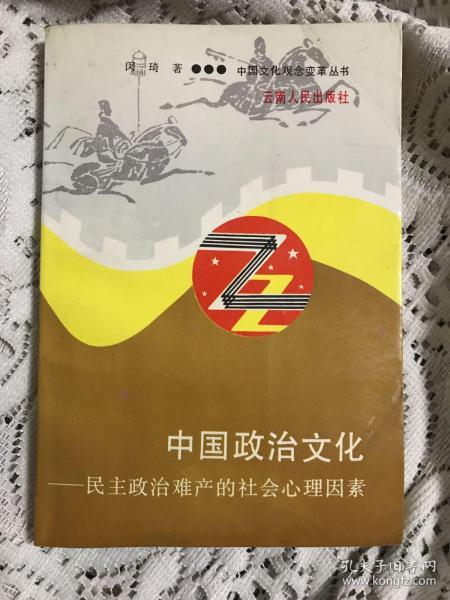 闵琦 著 ●●● 中国文化观念变革丛书
云南人民出版社
ZZ
中国政治文化
——民主政治难产的社会心理因素
孔夫子旧书网
www.kongfz.com